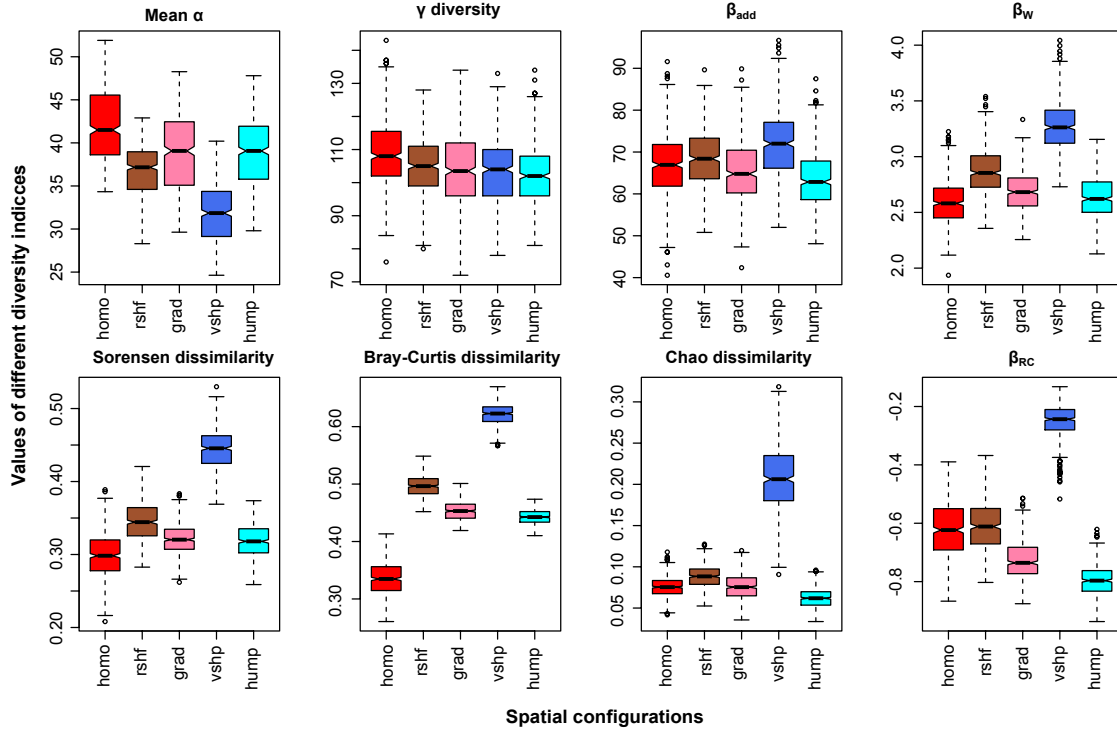 Mean α
γ diversity
βadd
βW
50
45
40
35
30
25
130
110
90
70
90
80
70
60
50
40
4.0
3.5
3.0
2.5
2.0
homo rshf grad vshp hump
homo rshf grad vshp hump
homo rshf grad vshp hump
homo rshf grad vshp hump
Values of different diversity indicces
Sorensen dissimilarity
Bray-Curtis dissimilarity
Chao dissimilarity
βRC
0.50
0.40
0.30
0.20
0.60
0.50
0.40
0.30
0.30
0.25
0.20
0.15
0.10
0.05
-0.2
-0.4
-0.6
-0.8
homo rshf grad vshp hump
homo rshf grad vshp hump
homo rshf grad vshp hump
homo rshf grad vshp hump
Spatial configurations